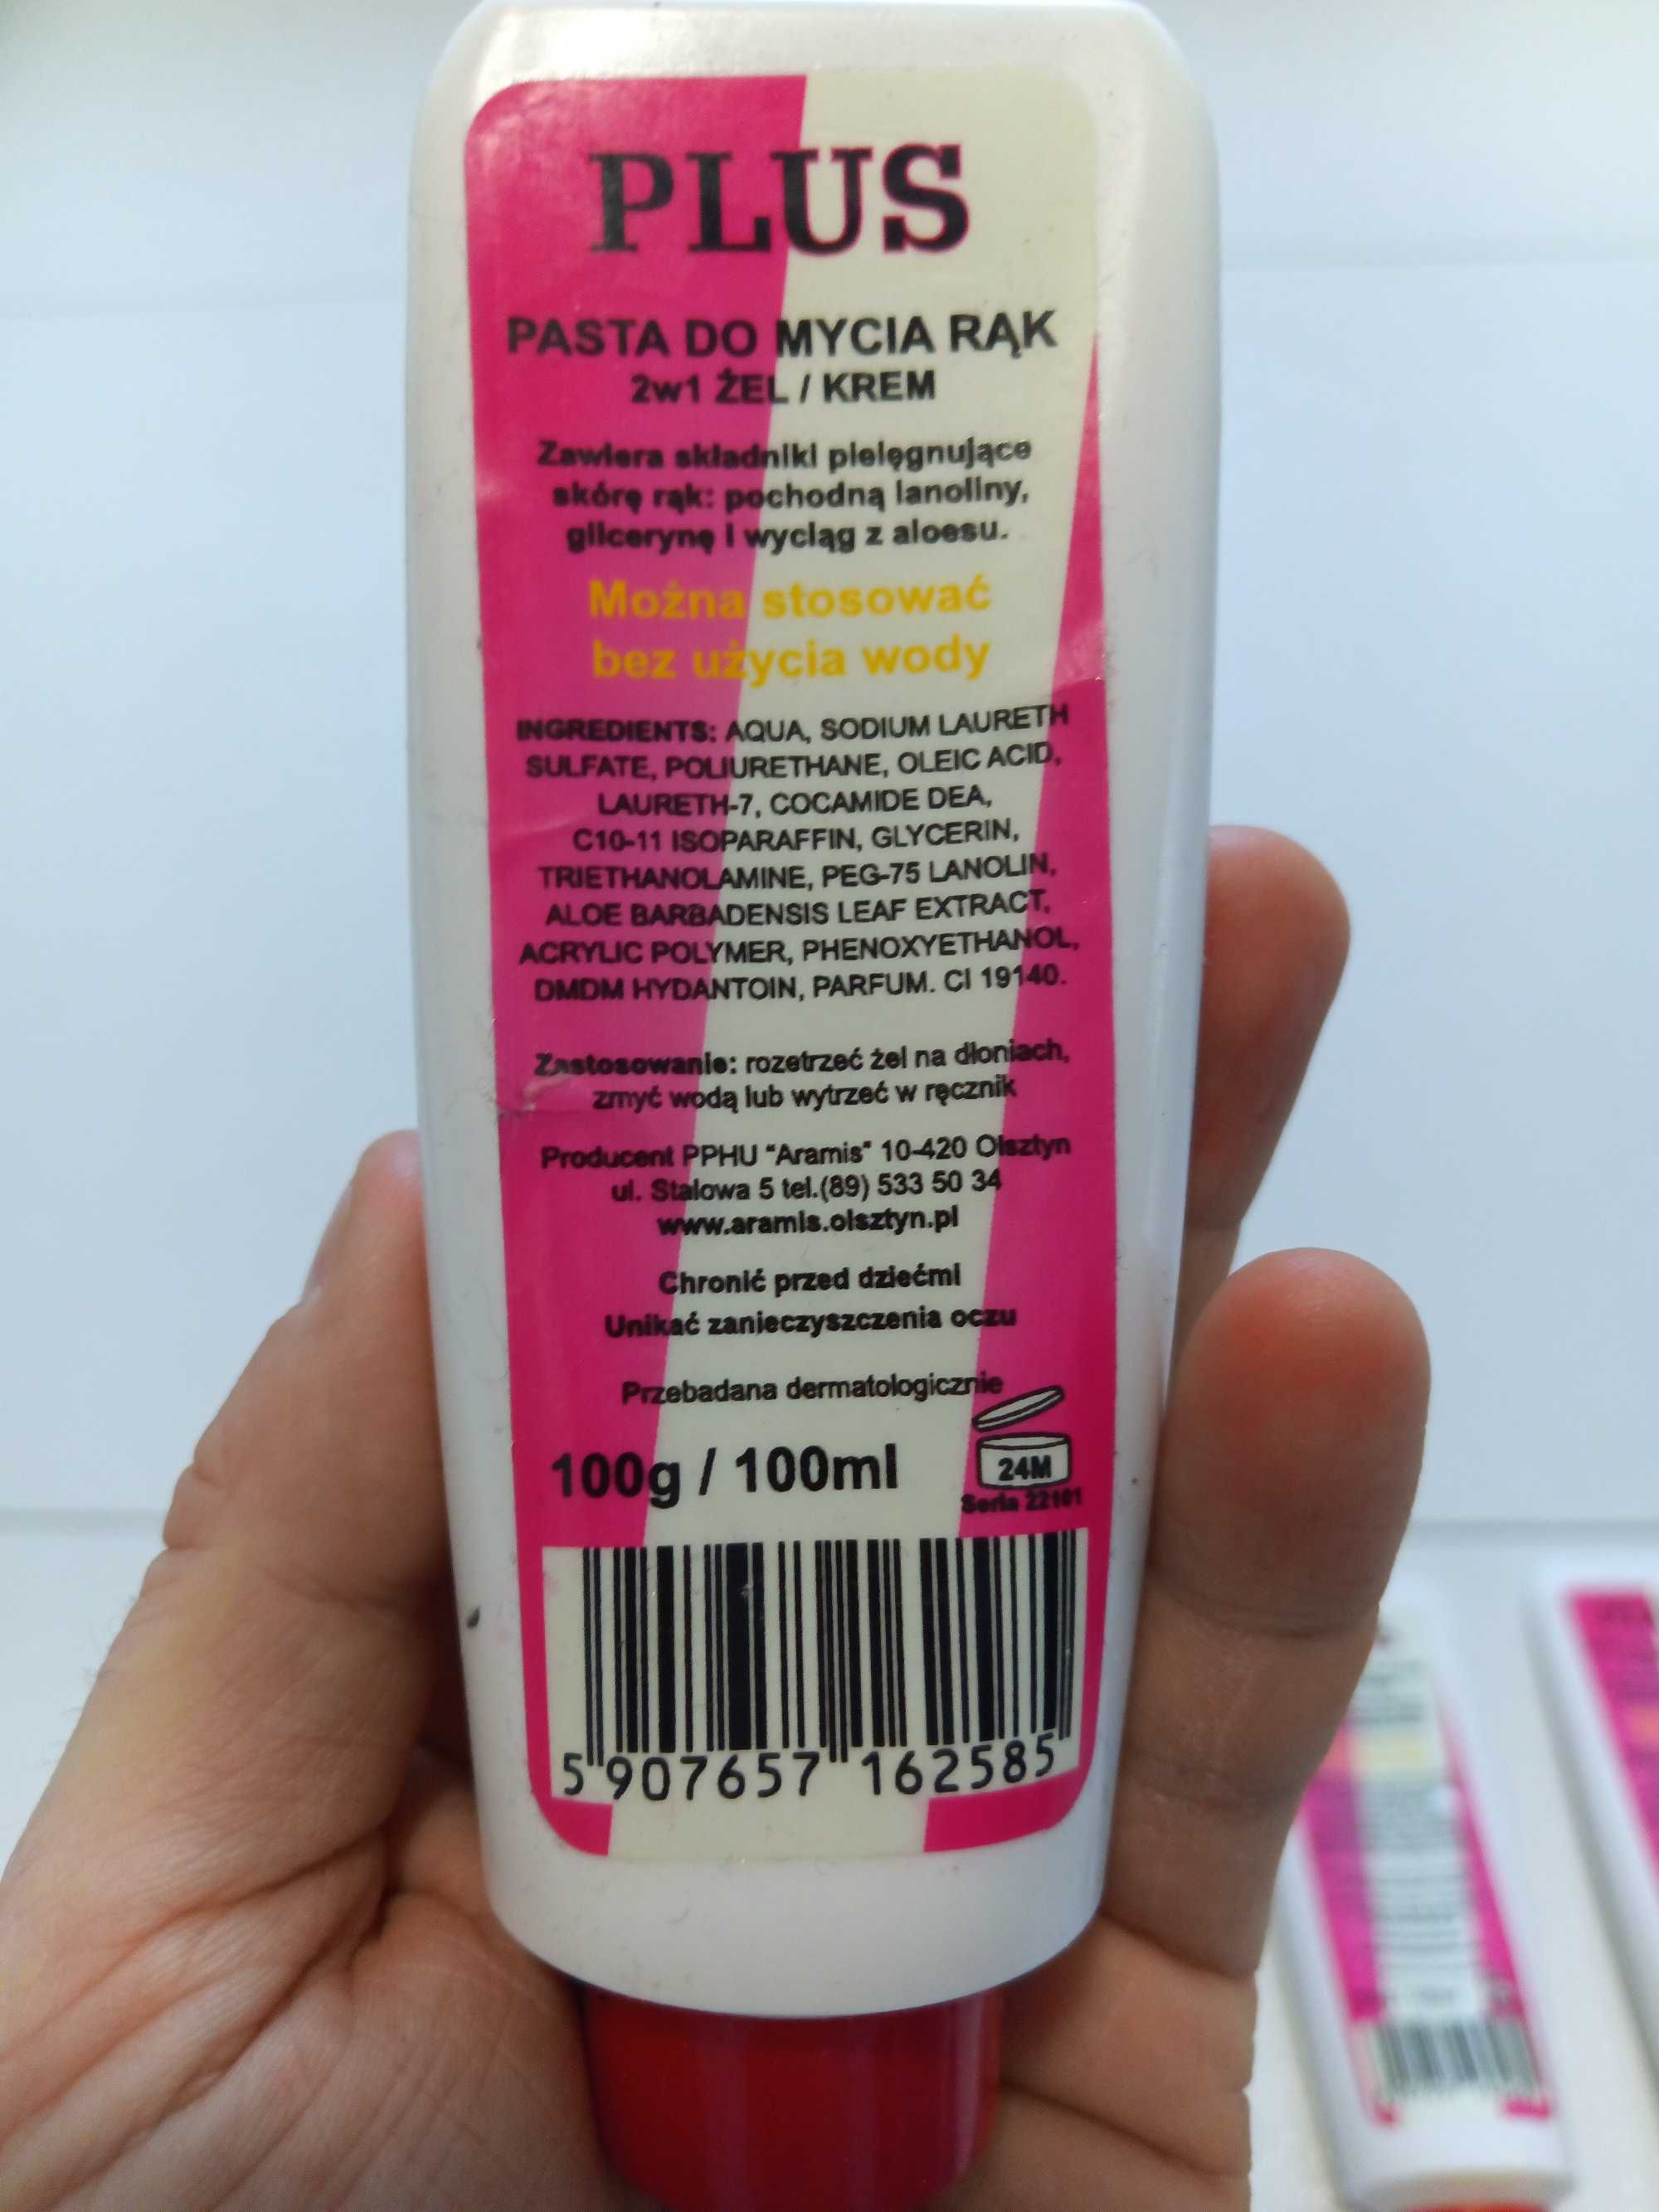 PLUS
PASTA DO MYCIA RĄK
2w1 ŻEL / KREM
Zawiera składniki pielęgnujące
skórę rąk: pochodną lanoliny,
glicerynę i wyciąg z aloesu.
Można stosować
bez użycia wody
INGREDIENTS: AQUA, SODIUM LAURETH
SULFATE, POLIURETHANE, OLEIC ACID,
LAURETH-7, COCAMIDE DEA,
C10-11 ISOPARAFFIN, GLYCERIN,
TRIETHANOLAMINE, PEG-75 LANOLIN,
ALOE BARBADENSIS LEAF EXTRACT,
ACRYLIC POLYMER, PHENOXYETHANOL,
DMDM HYDANTOIN, PARFUM. CI 19140.
Zastosowanie: rozetrzeć żel na dłoniach,
zmyć wodą lub wytrzeć w ręcznik
Producent PPHU "Aramis" 10-420 Olsztyn
ul. Stalowa 5 tel.(89) 533 50 34
www.aramis.olsztyn.pl
Chronić przed dziećmi
Unikać zanieczyszczenia oczu
Przebadana dermatologicznie
100g / 100ml
24M
Seria 22101
5 907657 162585